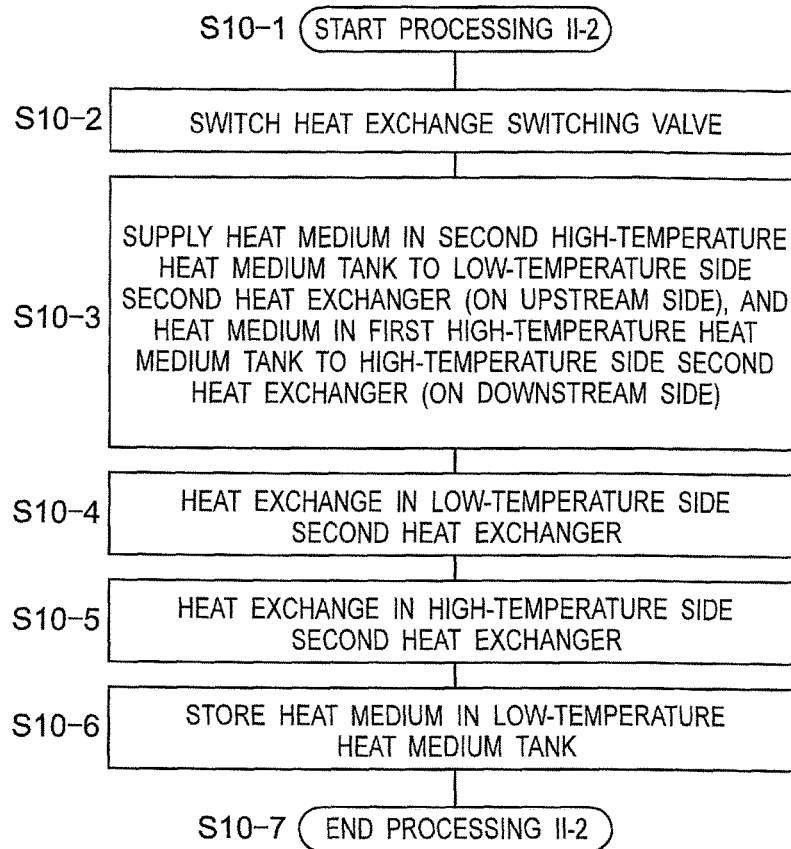 S10-1 START PROCESSING II-2
S10-2 SWITCH HEAT EXCHANGE SWITCHING VALVE
S10-3
SUPPLY HEAT MEDIUM IN SECOND HIGH-TEMPERATURE
HEAT MEDIUM TANK TO LOW-TEMPERATURE SIDE
SECOND HEAT EXCHANGER (ON UPSTREAM SIDE), AND
HEAT MEDIUM IN FIRST HIGH-TEMPERATURE HEAT
MEDIUM TANK TO HIGH-TEMPERATURE SIDE SECOND
HEAT EXCHANGER (ON DOWNSTREAM SIDE)
S10-4
HEAT EXCHANGE IN LOW-TEMPERATURE SIDE
SECOND HEAT EXCHANGER
S10-5
HEAT EXCHANGE IN HIGH-TEMPERATURE SIDE
SECOND HEAT EXCHANGER
S10-6
STORE HEAT MEDIUM IN LOW-TEMPERATURE
HEAT MEDIUM TANK
S10-7 END PROCESSING II-2